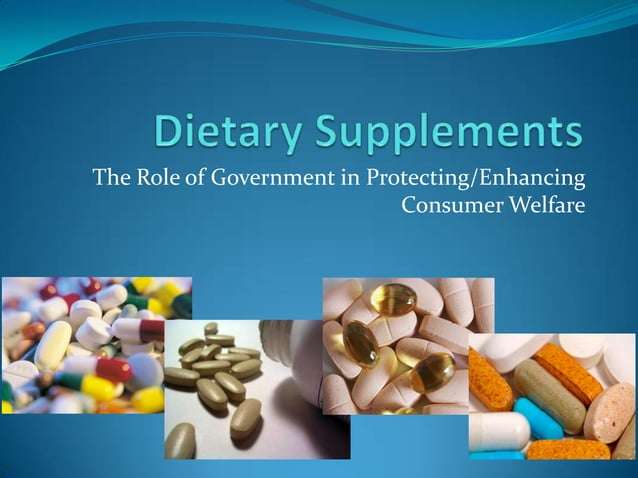 Dietary Supplements
The Role of Government in Protecting/Enhancing
Consumer Welfare